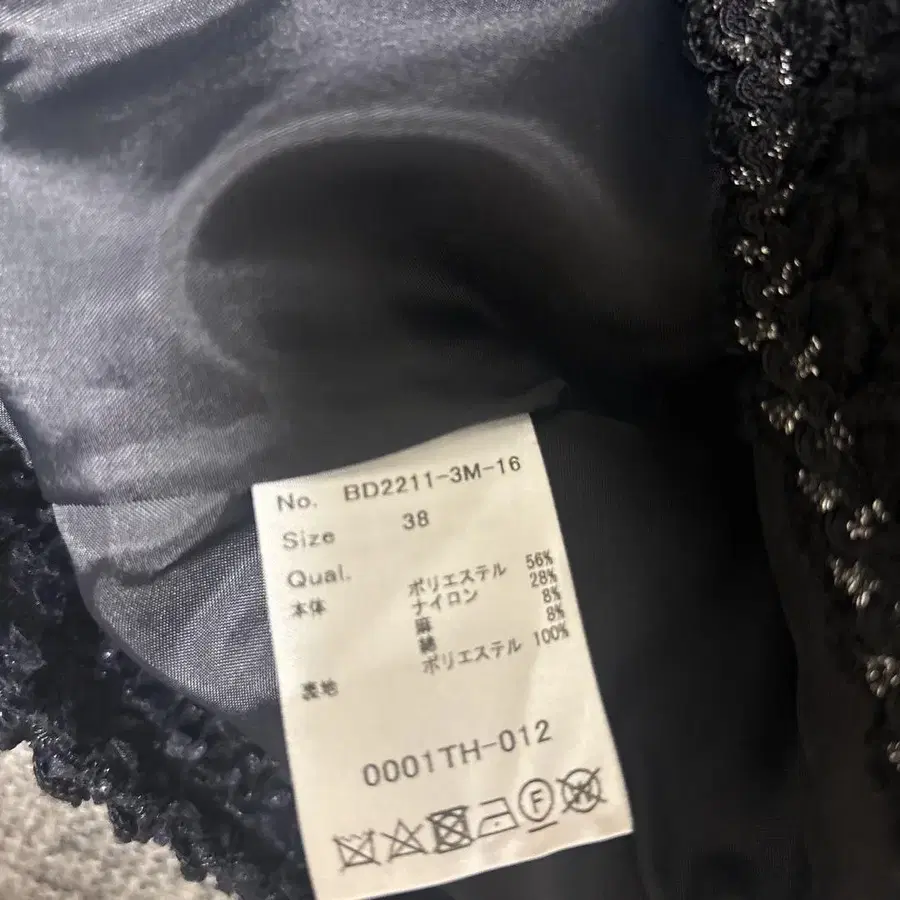 No. BD2211-3M-16
Size 38
Qual.
本体 ポリエステル 56%
ナイロン 28%
麻 8%
綿 8%
表地 ポリエステル 100%
0001TH-012
F
W